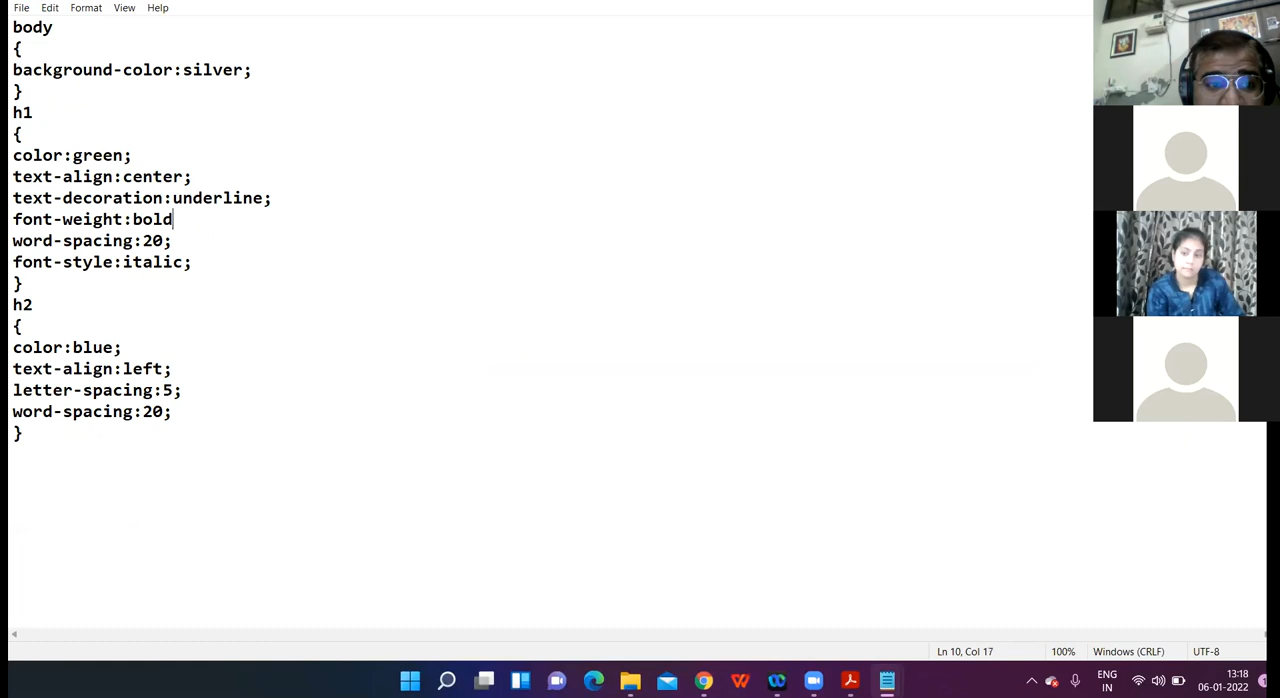 File Edit Format View Help
body
{
background-color:silver;
}
h1
{
color:green;
text-align:center;
text-decoration:underline;
font-weight:bold
word-spacing:20;
font-style:italic;
}
h2
{
color:blue;
text-align:left;
letter-spacing:5;
word-spacing:20;
}
Ln 10, Col 17 100% Windows (CRLF) UTF-8
ENG
IN
13:18
06-01-2022
1